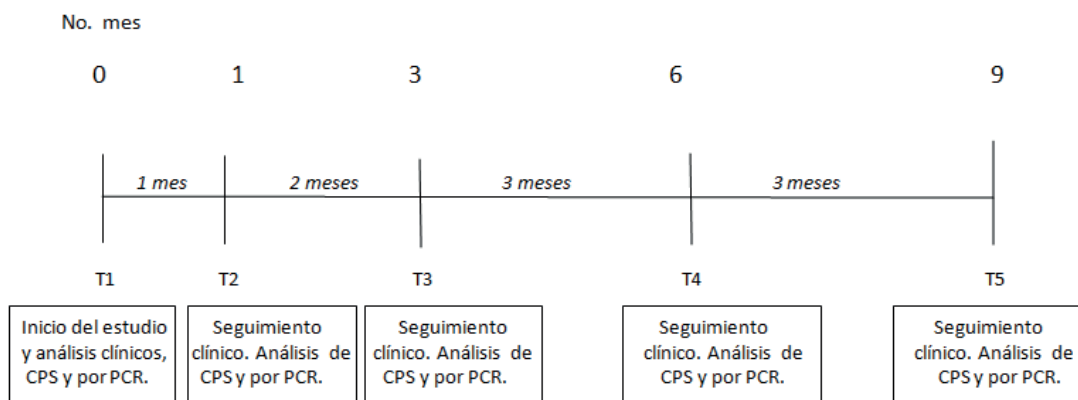 No. mes
0 1 3 6 9
1 mes 2 meses 3 meses 3 meses
T1 T2 T3 T4 T5
Inicio del estudio
y análisis clínicos,
CPS y por PCR.
Seguimiento
clínico. Análisis de
CPS y por PCR.
Seguimiento
clínico. Análisis de
CPS y por PCR.
Seguimiento
clínico. Análisis de
CPS y por PCR.
Seguimiento
clínico. Análisis de
CPS y por PCR.